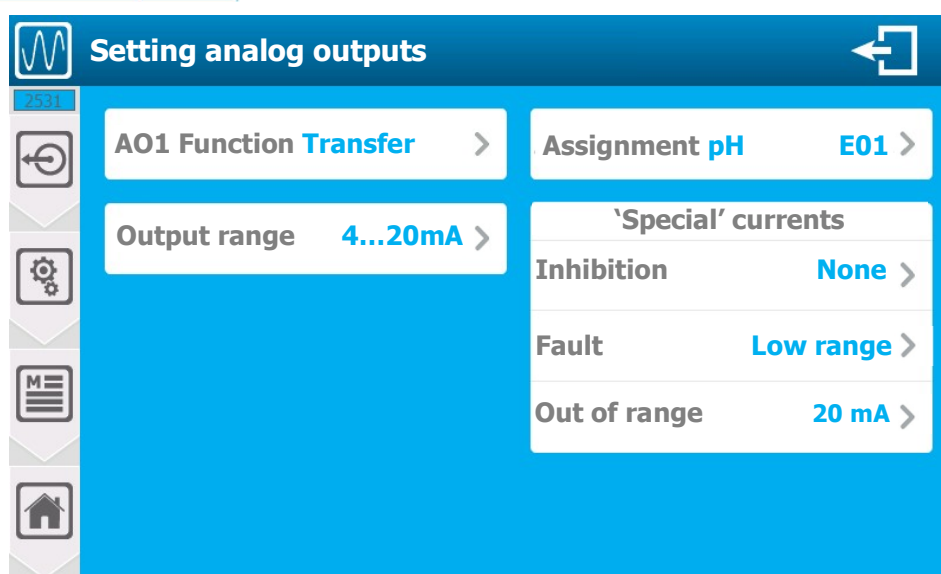 Setting analog outputs
2531
AO1 Function Transfer
Assignment pH E01
Output range 4...20mA
‘Special’ currents
Inhibition None
Fault Low range
M
Out of range 20 mA